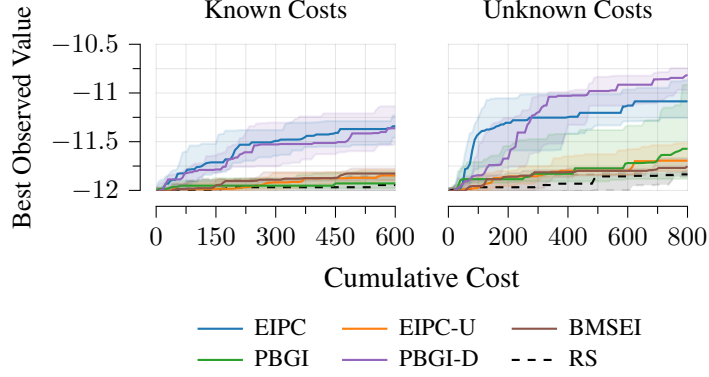 Known Costs
Unknown Costs
Best Observed Value
−10.5
−11
−11.5
−12
0 150 300 450 600
0 200 400 600 800
Cumulative Cost
EIPC EIPC-U BMSEI
PBGI PBGI-D RS